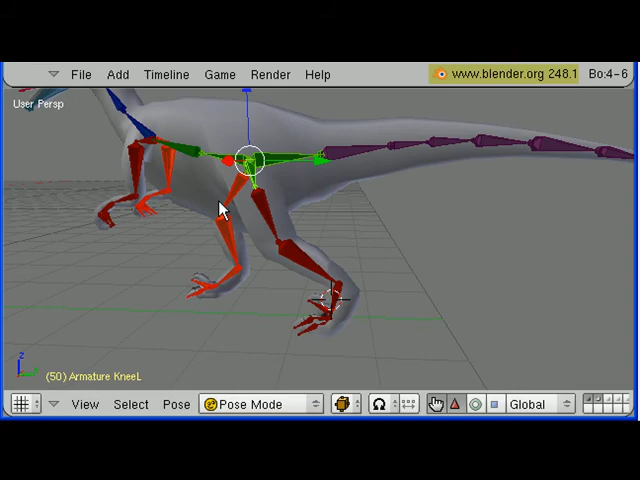 File Add Timeline Game Render Help www.blender.org 248.1 Bo:4-6
User Persp
z
(50) Armature KneeL
View Select Pose Pose Mode Global